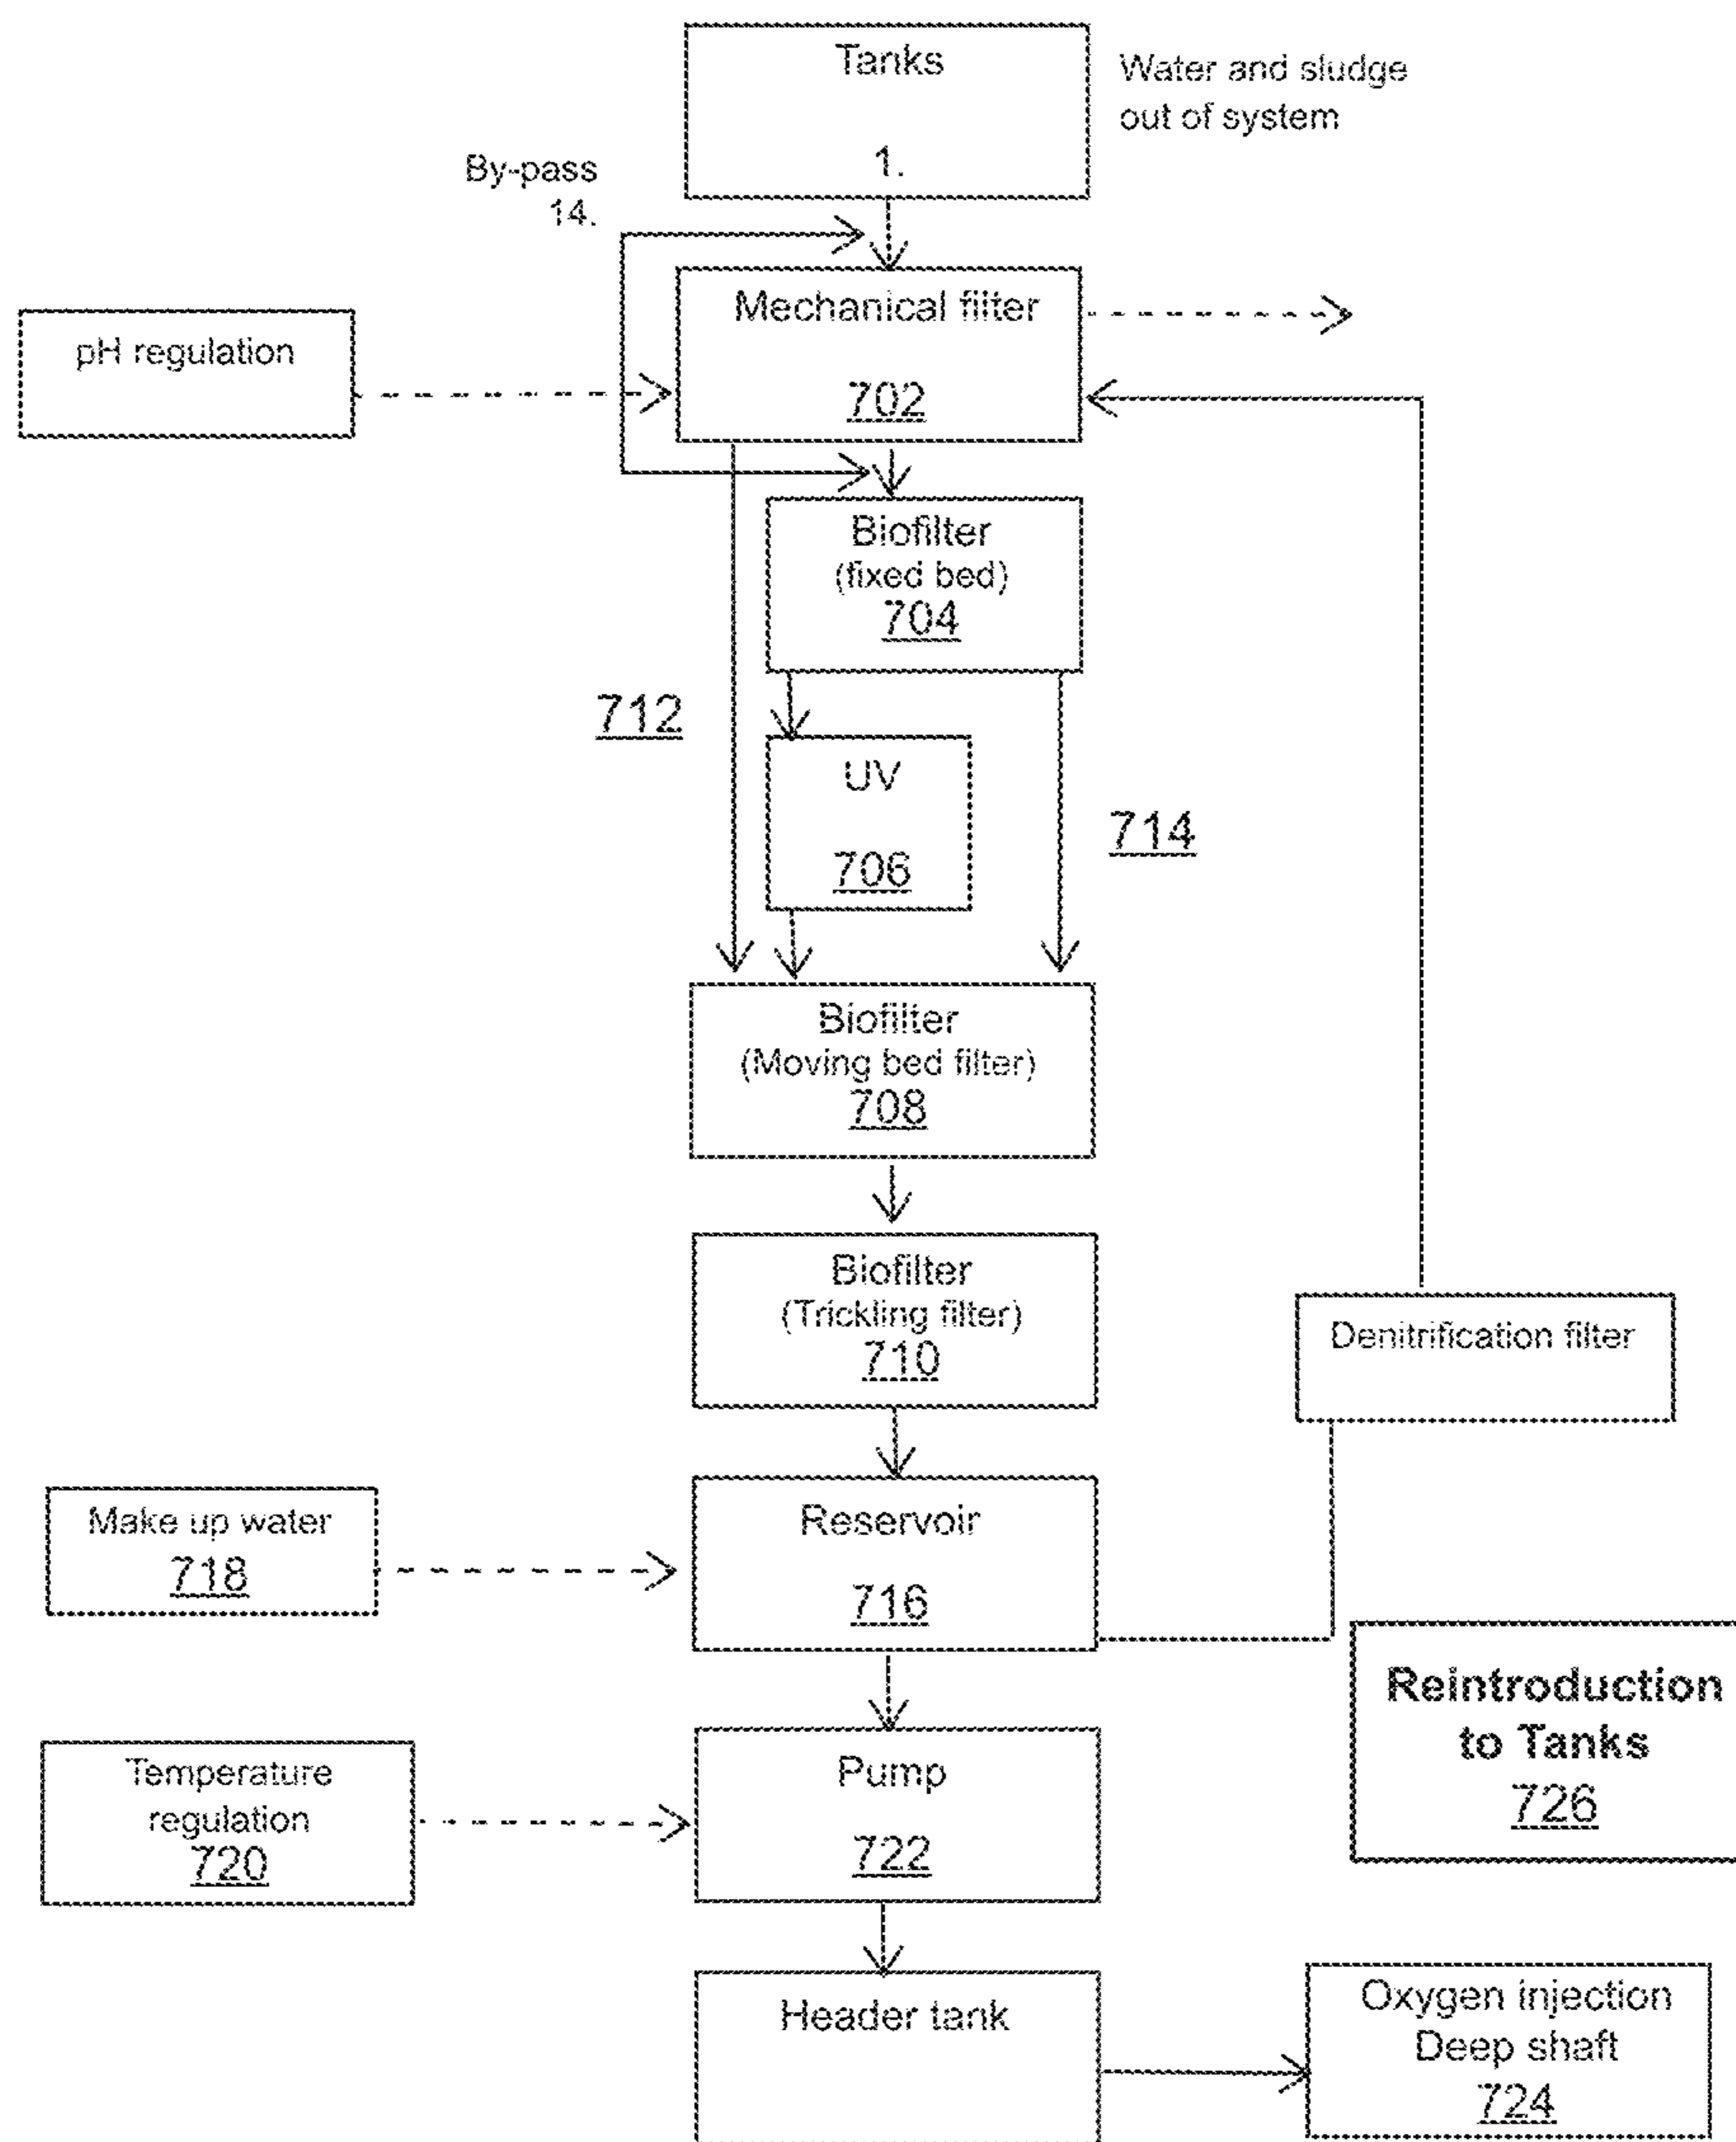 Tanks
1.
Water and sludge
out of system
By-pass
14.
Mechanical filter
702
pH regulation
Biofilter
(fixed bed)
704
712
UV
706
714
Biofilter
(Moving bed filter)
708
Biofilter
(Trickling filter)
710
Denitrification filter
Reservoir
716
Make up water
718
Reintroduction
to Tanks
726
Temperature
regulation
720
Pump
722
Header tank
Oxygen injection
Deep shaft
724